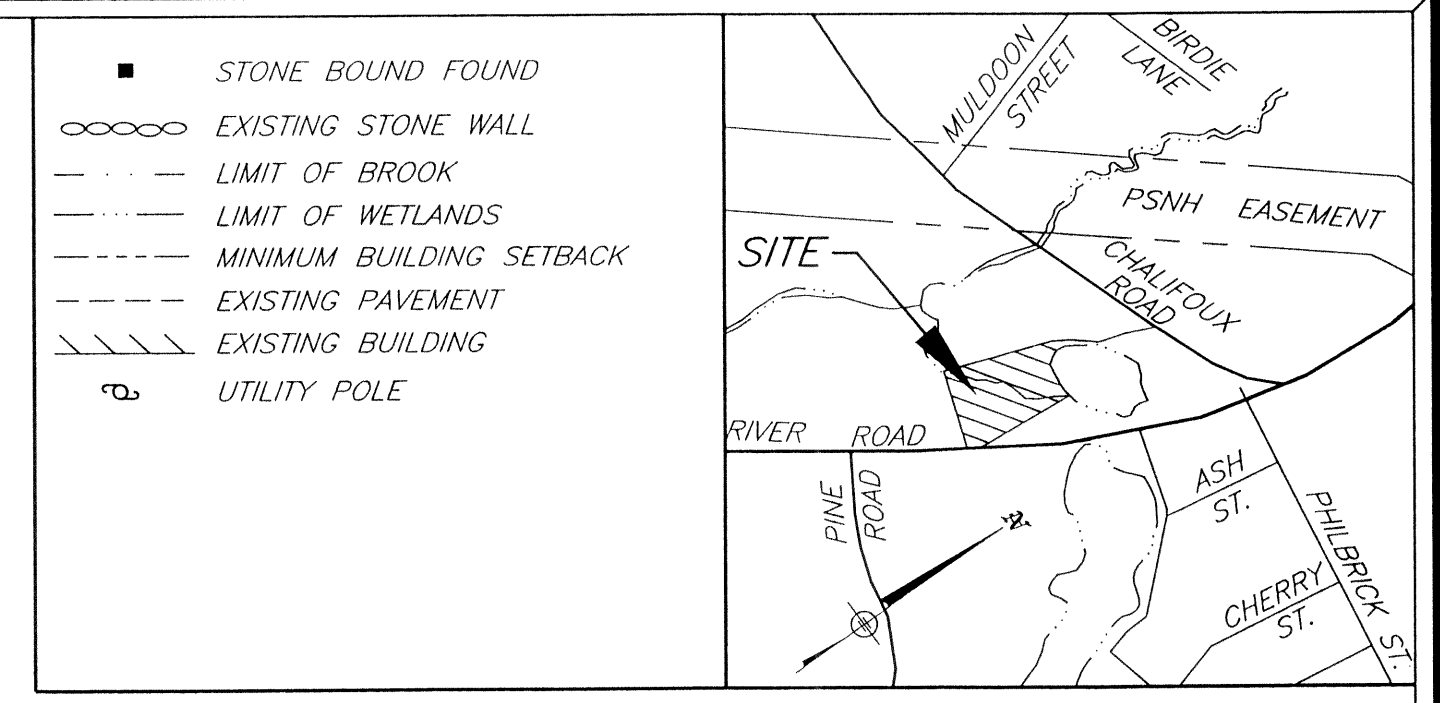 STONE BOUND FOUND
EXISTING STONE WALL
LIMIT OF BROOK
LIMIT OF WETLANDS
MINIMUM BUILDING SETBACK
EXISTING PAVEMENT
EXISTING BUILDING
UTILITY POLE
MULDOON
STREET
BIRDIE
LANE
PSNH EASEMENT
SITE
CHALIFOUX
ROAD
RIVER ROAD
PINE
ROAD
ASH
ST.
PHILBRICK ST.
CHERRY
ST.